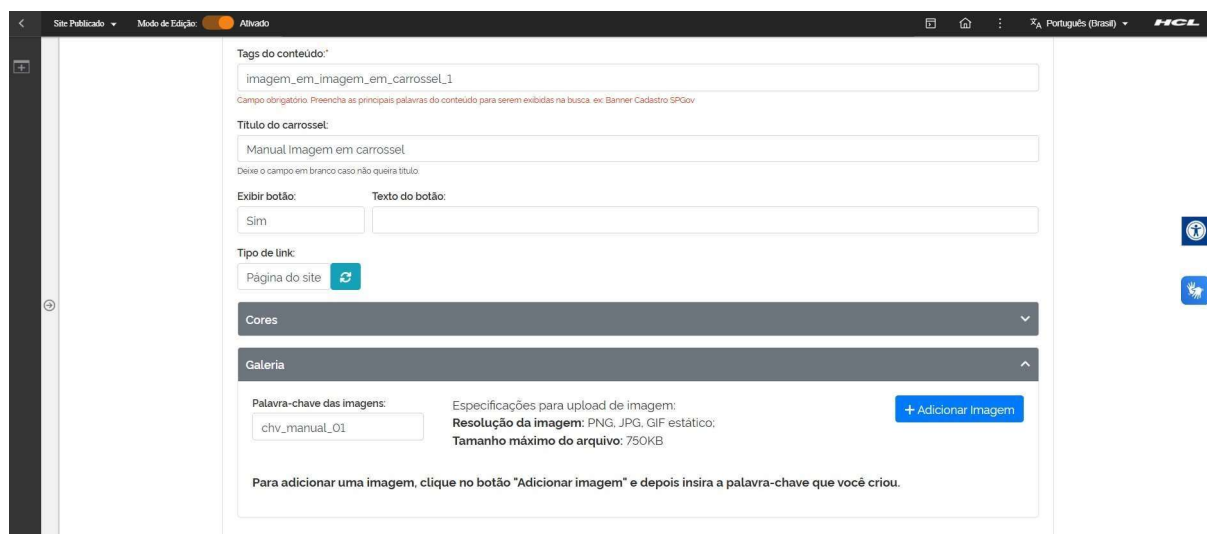 Site Publicado
Modo de Edição:
Ativado
Português (Brasil)
HCL
Tags do conteúdo:*
imagem_em_imagem_em_carrossel_1
Campo obrigatório. Preencha as principais palavras do conteúdo para serem exibidas na busca. ex: Banner Cadastro SPGov
Título do carrossel:
Manual Imagem em carrossel
Deixe o campo em branco caso não queira título.
Exibir botão:
Texto do botão:
Sim
Tipo de link:
Página do site
Cores
Galeria
Palavra-chave das imagens:
chv_manual_01
Especificações para upload de imagem:
Resolução da imagem: PNG, JPG, GIF estático;
Tamanho máximo do arquivo: 750KB
+ Adicionar Imagem
Para adicionar uma imagem, clique no botão "Adicionar imagem" e depois insira a palavra-chave que você criou.